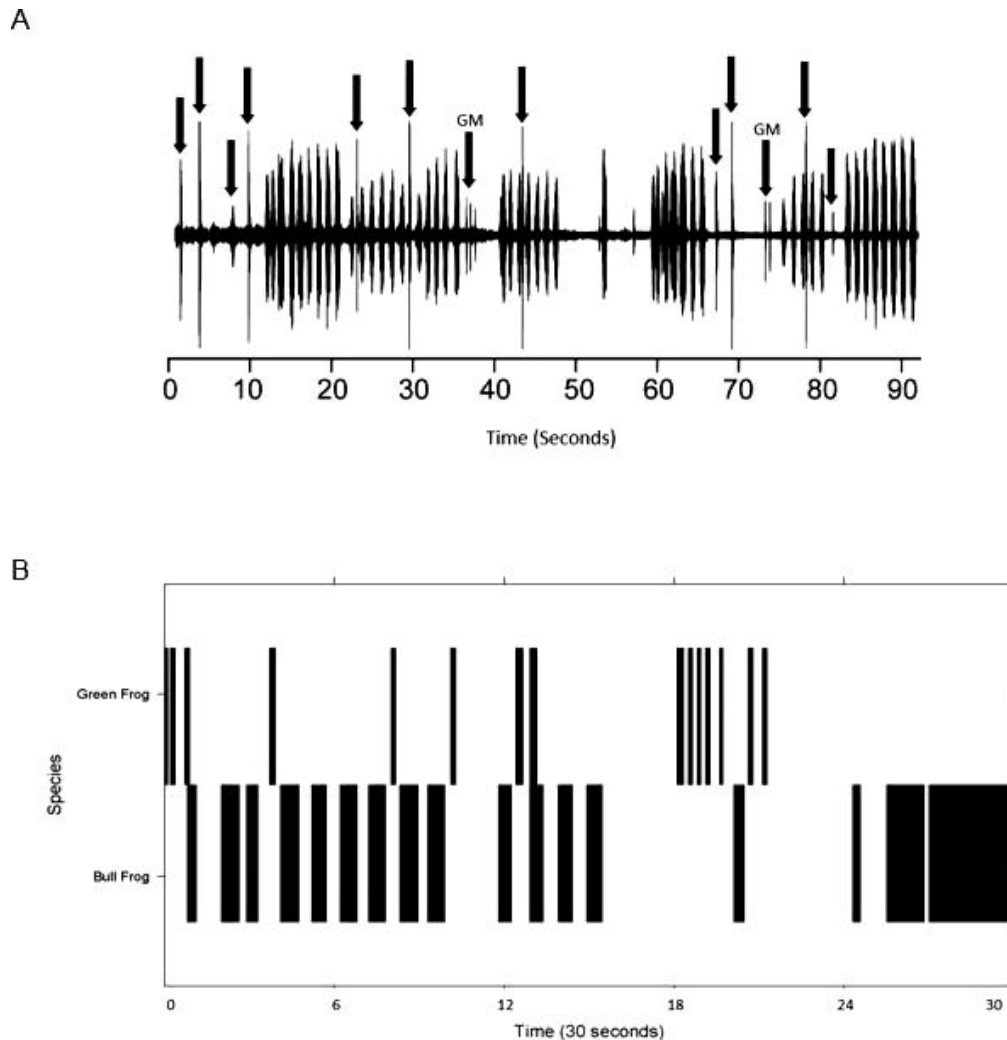 A
GM
GM
0 10 20 30 40 50 60 70 80 90
Time (Seconds)
B
Green Frog
Species
Bull Frog
0 6 12 18 24 30
Time (30 seconds)